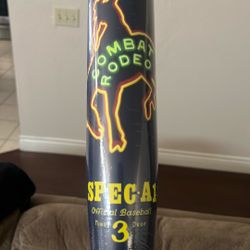 COMBAT
RODEO
SPEC-A1
Official Baseball
3